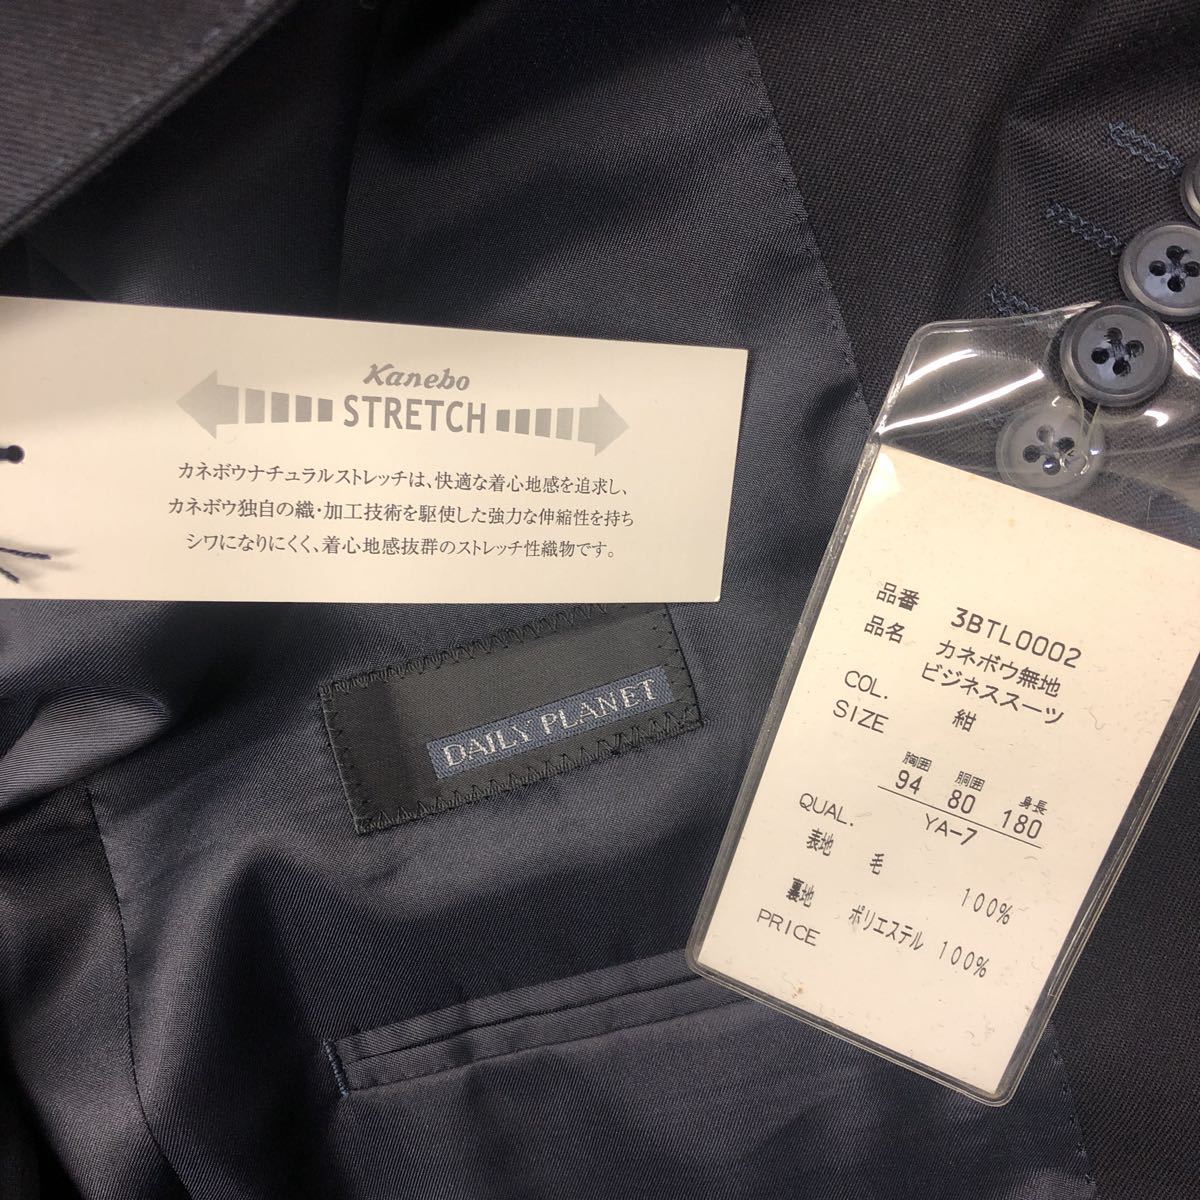 Kanebo
STRETCH
カネボウナチュラルストレッチは、快適な着心地感を追求し、
カネボウ独自の織・加工技術を駆使した強力な伸縮性を持ち
シワになりにくく、着心地感抜群のストレッチ性織物です。
DAILY PLANET
品番 3BTL0002
品名 カネボウ無地
ビジネススーツ
COL. 紺
SIZE
胸囲 胴囲 身長
94 80 180
YA-7
QUAL.
表地 毛 100%
裏地 ポリエステル 100%
PRICE